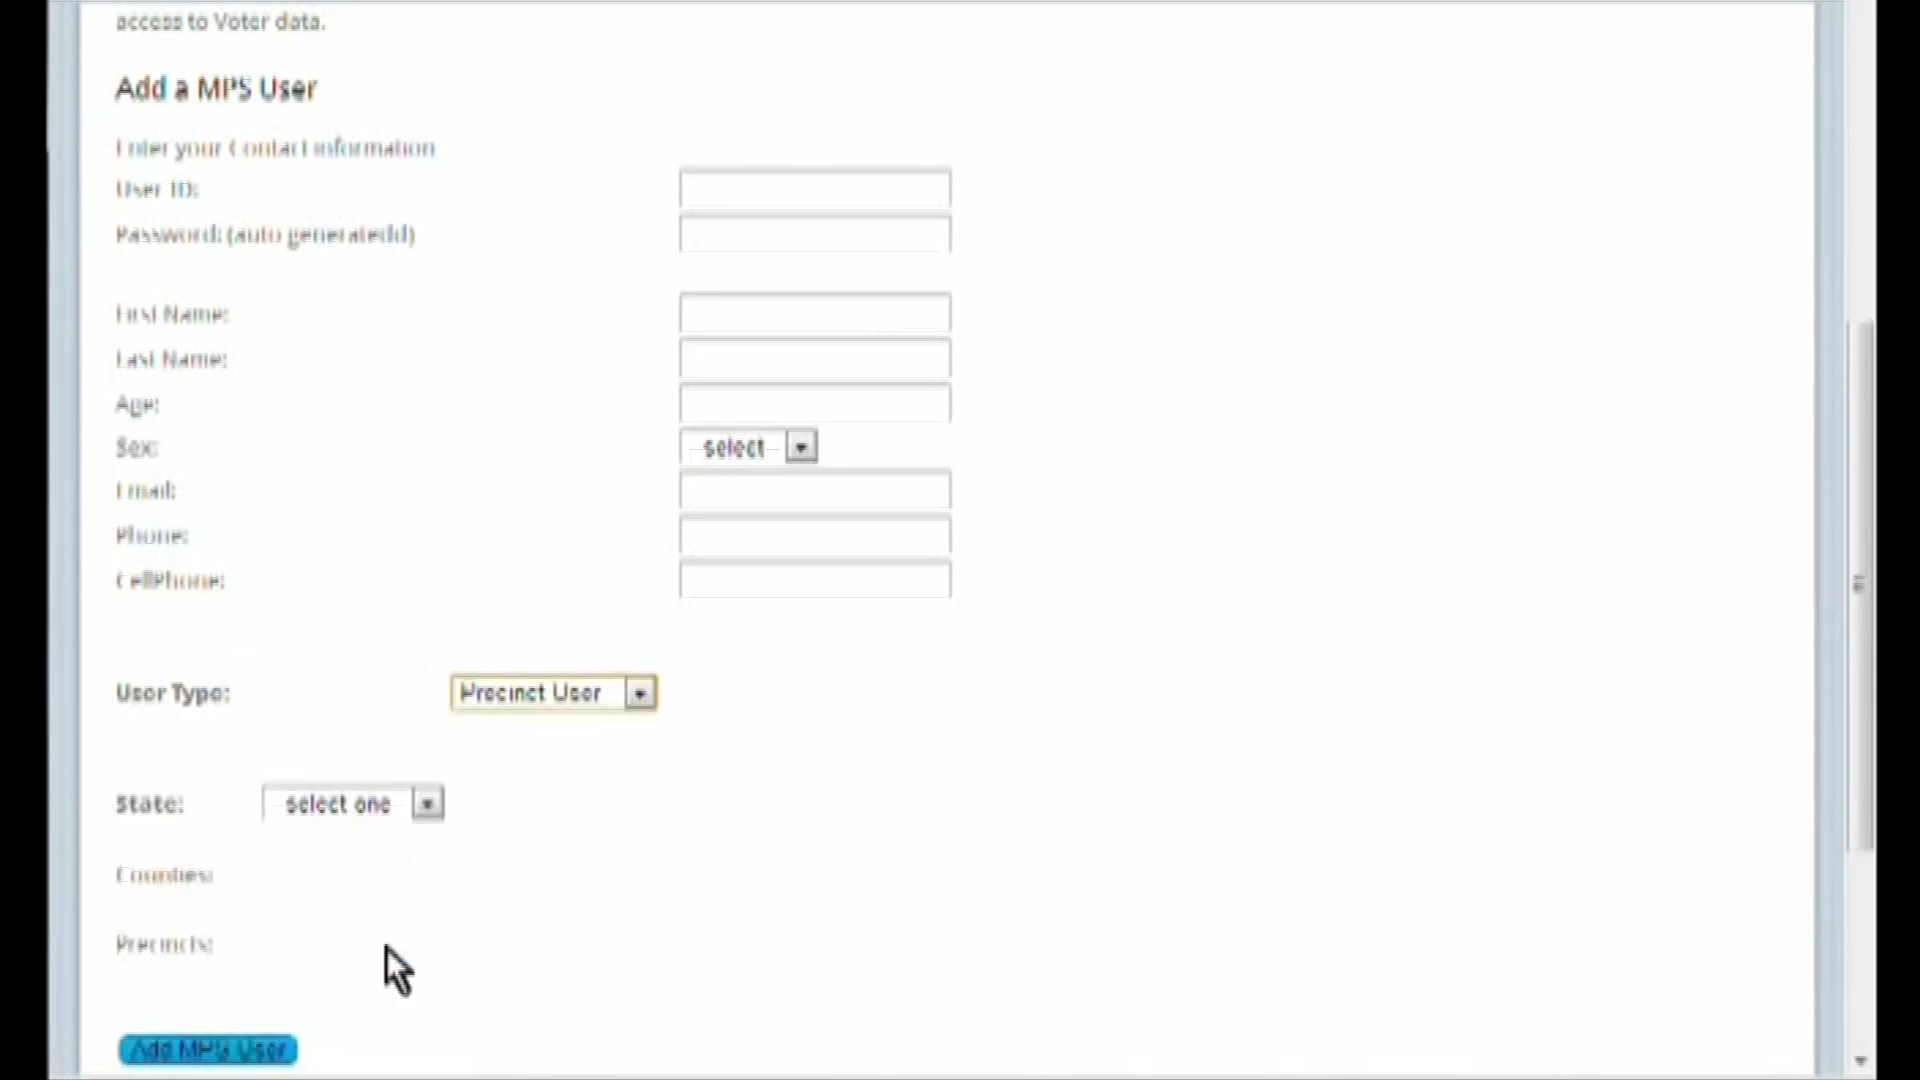 access to Voter data.
Add a MPS User
Enter your Contact information
User ID:
Password: (auto generatedd)
First Name:
Last Name:
Age:
Sex: select
Email:
Phone:
CellPhone:
User Type: Precinct User
State: select one
Counties:
Precincts:
Add MPS User